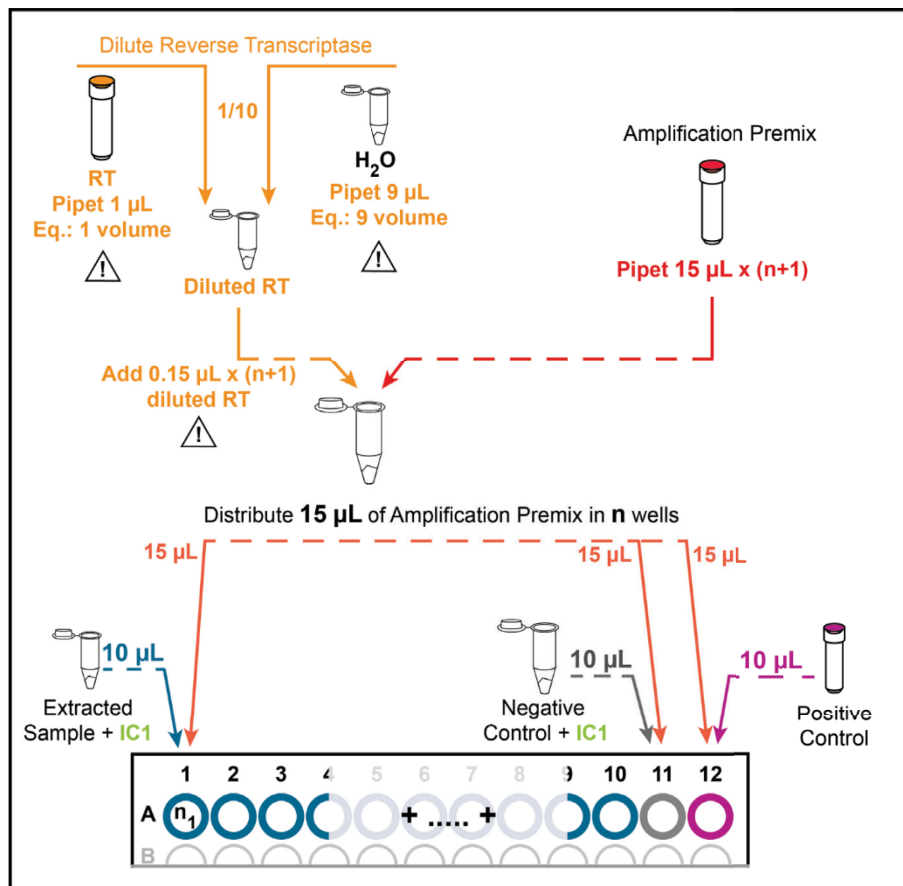 Dilute Reverse Transcriptase
1/10
RT
Pipet 1 µL
Eq.: 1 volume
!
H₂O
Pipet 9 µL
Eq.: 9 volume
!
Diluted RT
Amplification Premix
Pipet 15 µL x (n+1)
Add 0.15 µL x (n+1)
diluted RT
!
Distribute 15 µL of Amplification Premix in n wells
15 µL
15 µL
15 µL
10 µL
Extracted
Sample + IC1
10 µL
Negative
Control + IC1
10 µL
Positive
Control
1 2 3 4 5 6 7 8 9 10 11 12
A n₁ + ..... +
B